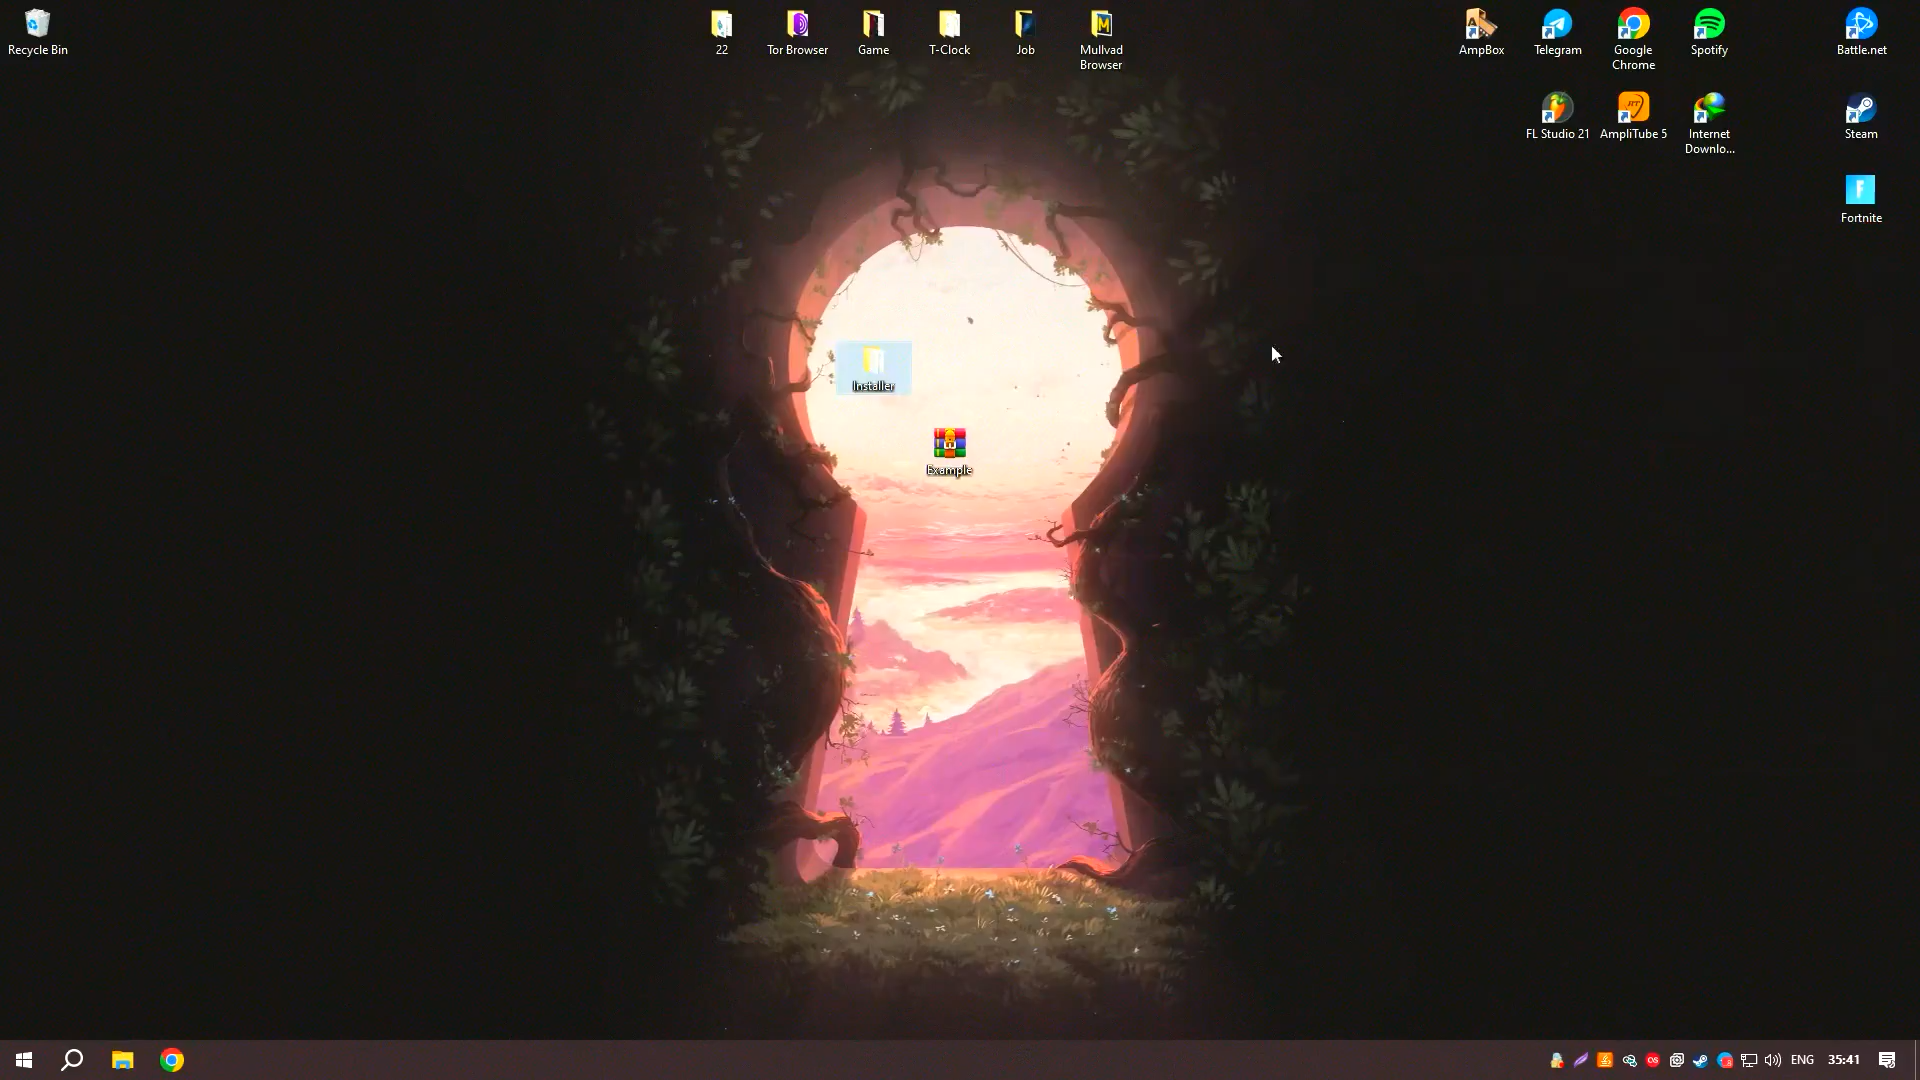 Recycle Bin
22
Tor Browser
Game
T-Clock
Job
Mullvad
Browser
AmpBox
Telegram
Google
Chrome
Spotify
Battle.net
FL Studio 21
AmpliTube 5
Internet
Downlo...
Steam
Fortnite
Installer
Example
ENG
35:41